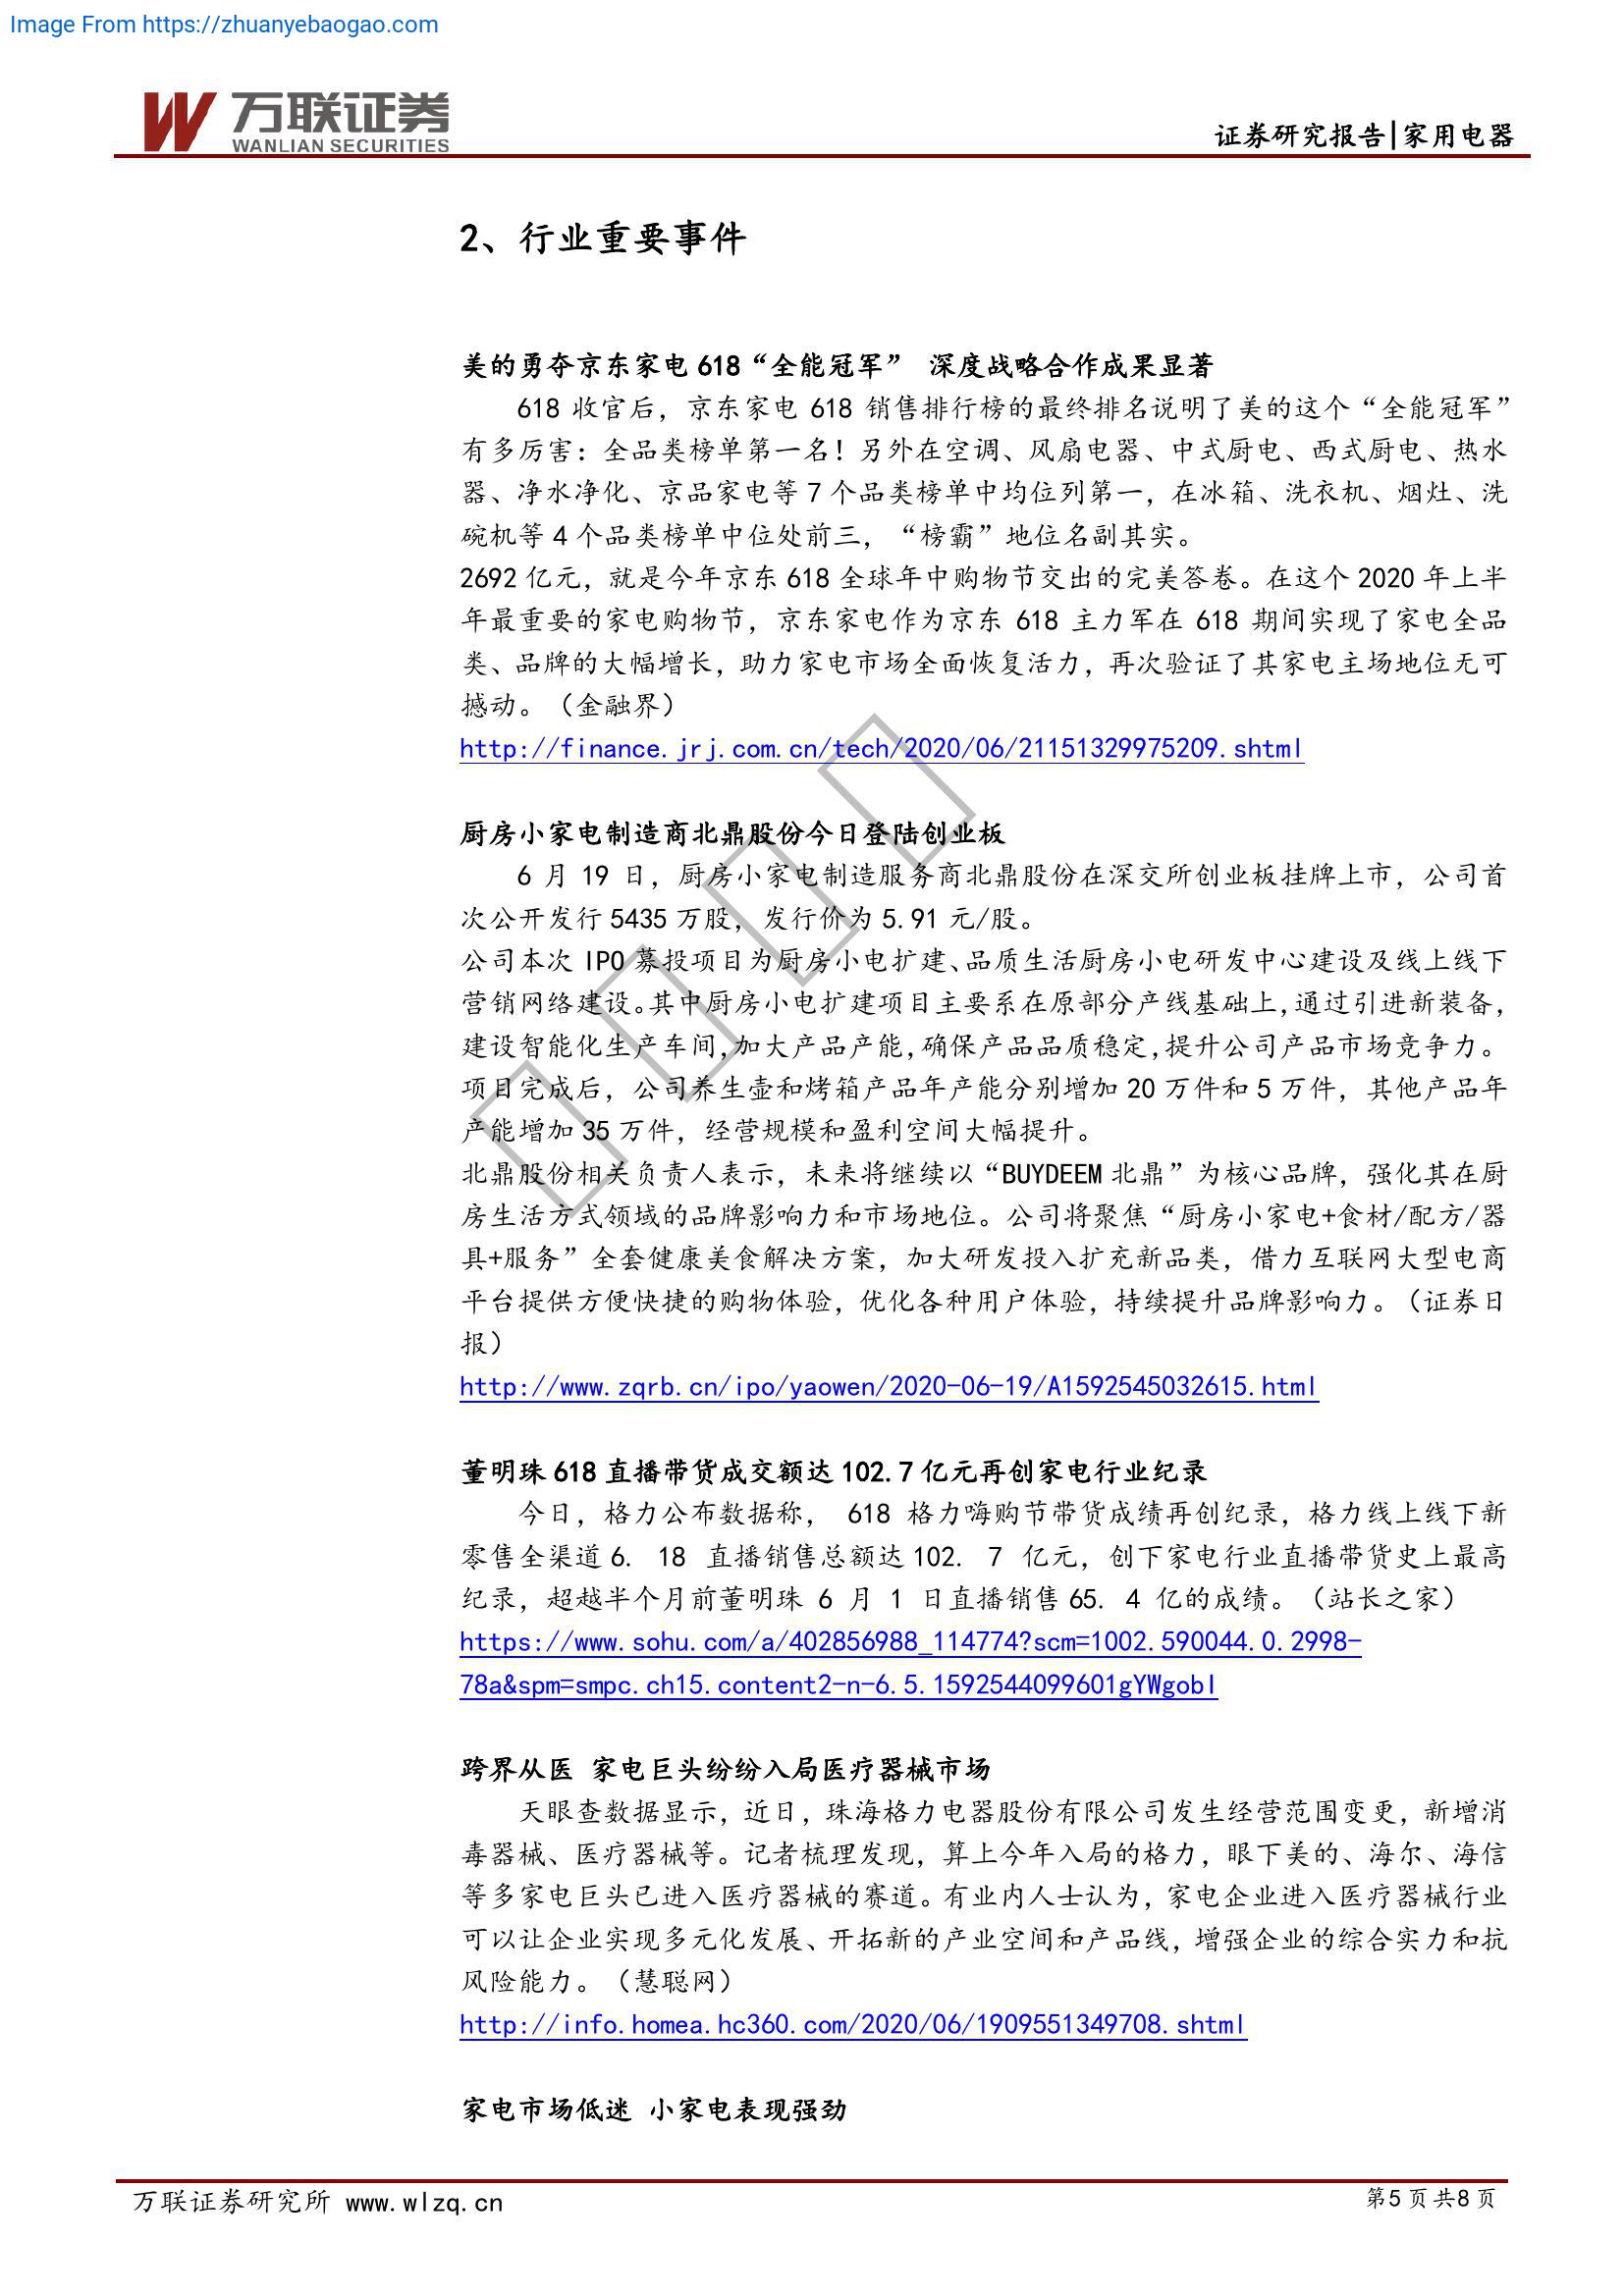 Image From https://zhuanyebaogao.com
万联证券
WANLIAN SECURITIES
证券研究报告|家用电器
2、行业重要事件
美的勇夺京东家电 618“全能冠军” 深度战略合作成果显著
618 收官后，京东家电 618 销售排行榜的最终排名说明了美的这个“全能冠军”
有多厉害：全品类榜单第一名！另外在空调、风扇电器、中式厨电、西式厨电、热水
器、净水净化、京品家电等 7 个品类榜单中均位列第一，在冰箱、洗衣机、烟灶、洗
碗机等 4 个品类榜单中位处前三，“榜霸”地位名副其实。
2692 亿元，就是今年京东 618 全球年中购物节交出的完美答卷。在这个 2020 年上半
年最重要的家电购物节，京东家电作为京东 618 主力军在 618 期间实现了家电全品
类、品牌的大幅增长，助力家电市场全面恢复活力，再次验证了其家电主场地位无可
撼动。（金融界）
http://finance.jrj.com.cn/tech/2020/06/21151329975209.shtml
厨房小家电制造商北鼎股份今日登陆创业板
6 月 19 日，厨房小家电制造服务商北鼎股份在深交所创业板挂牌上市，公司首
次公开发行 5435 万股，发行价为 5.91 元/股。
公司本次 IPO 募投项目为厨房小电扩建、品质生活厨房小电研发中心建设及线上线下
营销网络建设。其中厨房小电扩建项目主要系在原部分产线基础上，通过引进新装备，
建设智能化生产车间，加大产品产能，确保产品品质稳定，提升公司产品市场竞争力。
项目完成后，公司养生壶和烤箱产品年产能分别增加 20 万件和 5 万件，其他产品年
产能增加 35 万件，经营规模和盈利空间大幅提升。
北鼎股份相关负责人表示，未来将继续以“BUYDEEM 北鼎”为核心品牌，强化其在厨
房生活方式领域的品牌影响力和市场地位。公司将聚焦“厨房小家电+食材/配方/器
具+服务”全套健康美食解决方案，加大研发投入扩充新品类，借力互联网大型电商
平台提供方便快捷的购物体验，优化各种用户体验，持续提升品牌影响力。（证券日
报）
http://www.zqrb.cn/ipo/yaowen/2020-06-19/A1592545032615.html
董明珠 618 直播带货成交额达 102.7 亿元再创家电行业纪录
今日，格力公布数据称， 618 格力嗨购节带货成绩再创纪录，格力线上线下新
零售全渠道 6. 18 直播销售总额达 102. 7 亿元，创下家电行业直播带货史上最高
纪录，超越半个月前董明珠 6 月 1 日直播销售 65. 4 亿的成绩。（站长之家）
https://www.sohu.com/a/402856988_114774?scm=1002.590044.0.2998-
78a&spm=smpc.ch15.content2-n-6.5.1592544099601gYWgobI
跨界从医 家电巨头纷纷入局医疗器械市场
天眼查数据显示，近日，珠海格力电器股份有限公司发生经营范围变更，新增消
毒器械、医疗器械等。记者梳理发现，算上今年入局的格力，眼下美的、海尔、海信
等多家电巨头已进入医疗器械的赛道。有业内人士认为，家电企业进入医疗器械行业
可以让企业实现多元化发展、开拓新的产业空间和产品线，增强企业的综合实力和抗
风险能力。（慧聪网）
http://info.homea.hc360.com/2020/06/1909551349708.shtml
家电市场低迷 小家电表现强劲
万联证券研究所 www.wlzq.cn
第 5 页 共 8 页